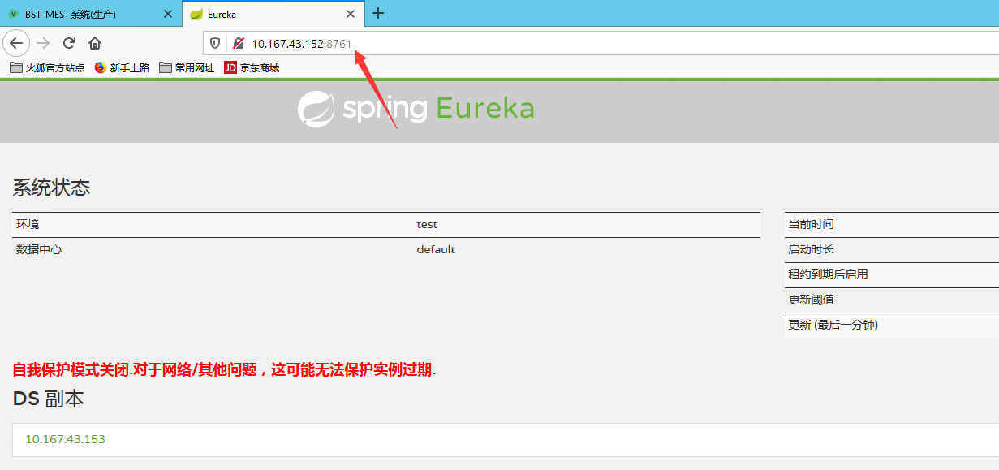 BST-MES+系统(生产)
Eureka
10.167.43.152:8761
火狐官方站点 新手上路 常用网址 JD 京东商城
spring Eureka
系统状态
环境 test 当前时间
数据中心 default 启动时长
租约到期后启用
更新阈值
更新 (最后一分钟)
自我保护模式关闭.对于网络/其他问题，这可能无法保护实例过期.
DS 副本
10.167.43.153